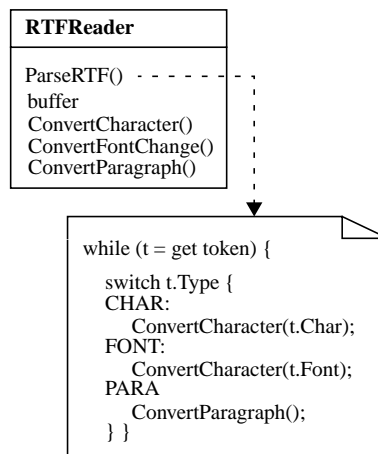 RTFReader
ParseRTF()
buffer
ConvertCharacter()
ConvertFontChange()
ConvertParagraph()
while (t = get token) {
switch t.Type {
CHAR:
ConvertCharacter(t.Char);
FONT:
ConvertCharacter(t.Font);
PARA
ConvertParagraph();
} }